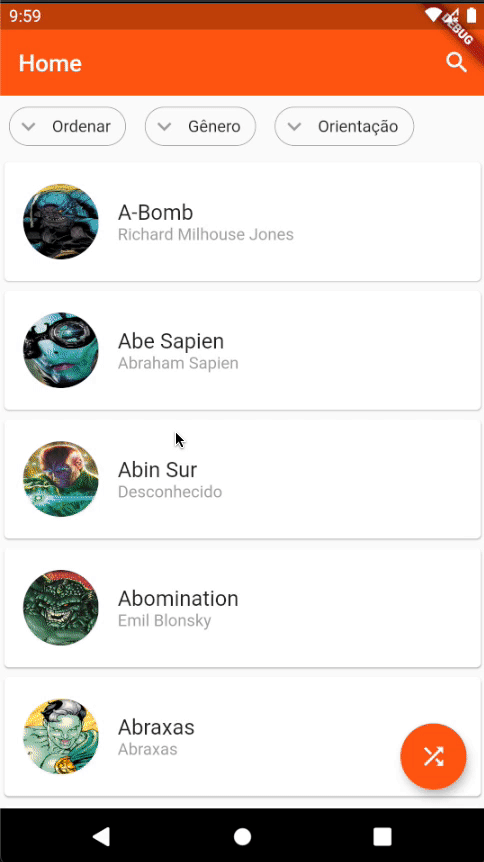 9:59
DEBUG
Home
Ordenar Gênero Orientação
A-Bomb
Richard Milhouse Jones
Abe Sapien
Abraham Sapien
Abin Sur
Desconhecido
Abomination
Emil Blonsky
Abraxas
Abraxas